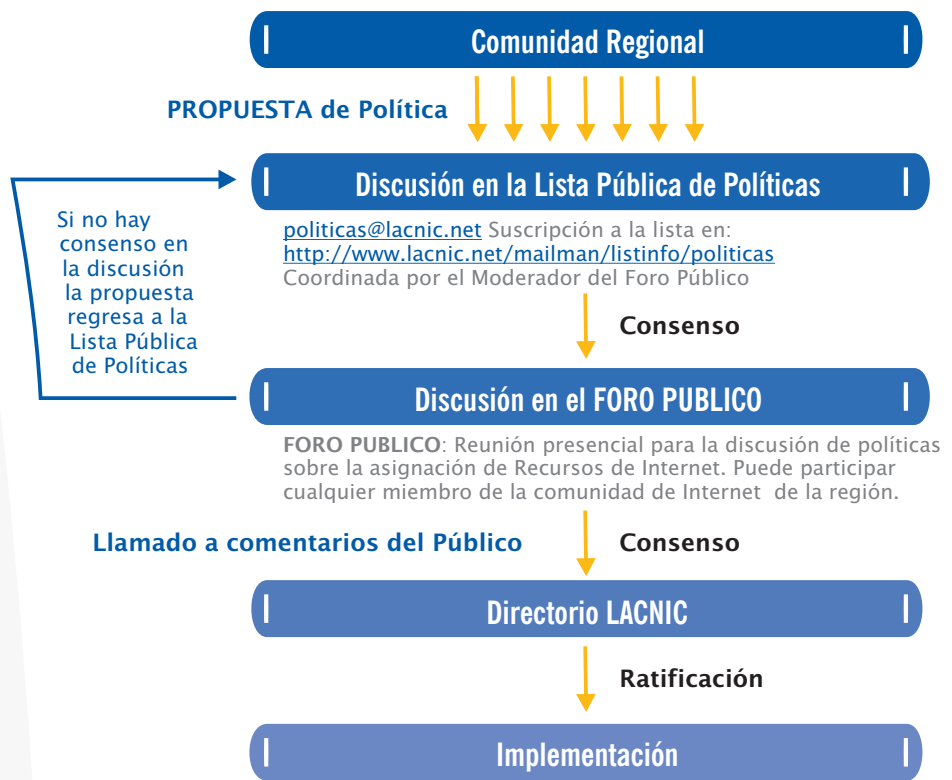 Comunidad Regional
PROPUESTA de Política
Discusión en la Lista Pública de Políticas
politicas@lacnic.net Suscripción a la lista en:
http://www.lacnic.net/mailman/listinfo/politicas
Coordinada por el Moderador del Foro Público
Si no hay
consenso en
la discusión
la propuesta
regresa a la
Lista Pública
de Políticas
Consenso
Discusión en el FORO PUBLICO
FORO PUBLICO: Reunión presencial para la discusión de políticas
sobre la asignación de Recursos de Internet. Puede participar
cualquier miembro de la comunidad de Internet de la región.
Llamado a comentarios del Público
Consenso
Directorio LACNIC
Ratificación
Implementación